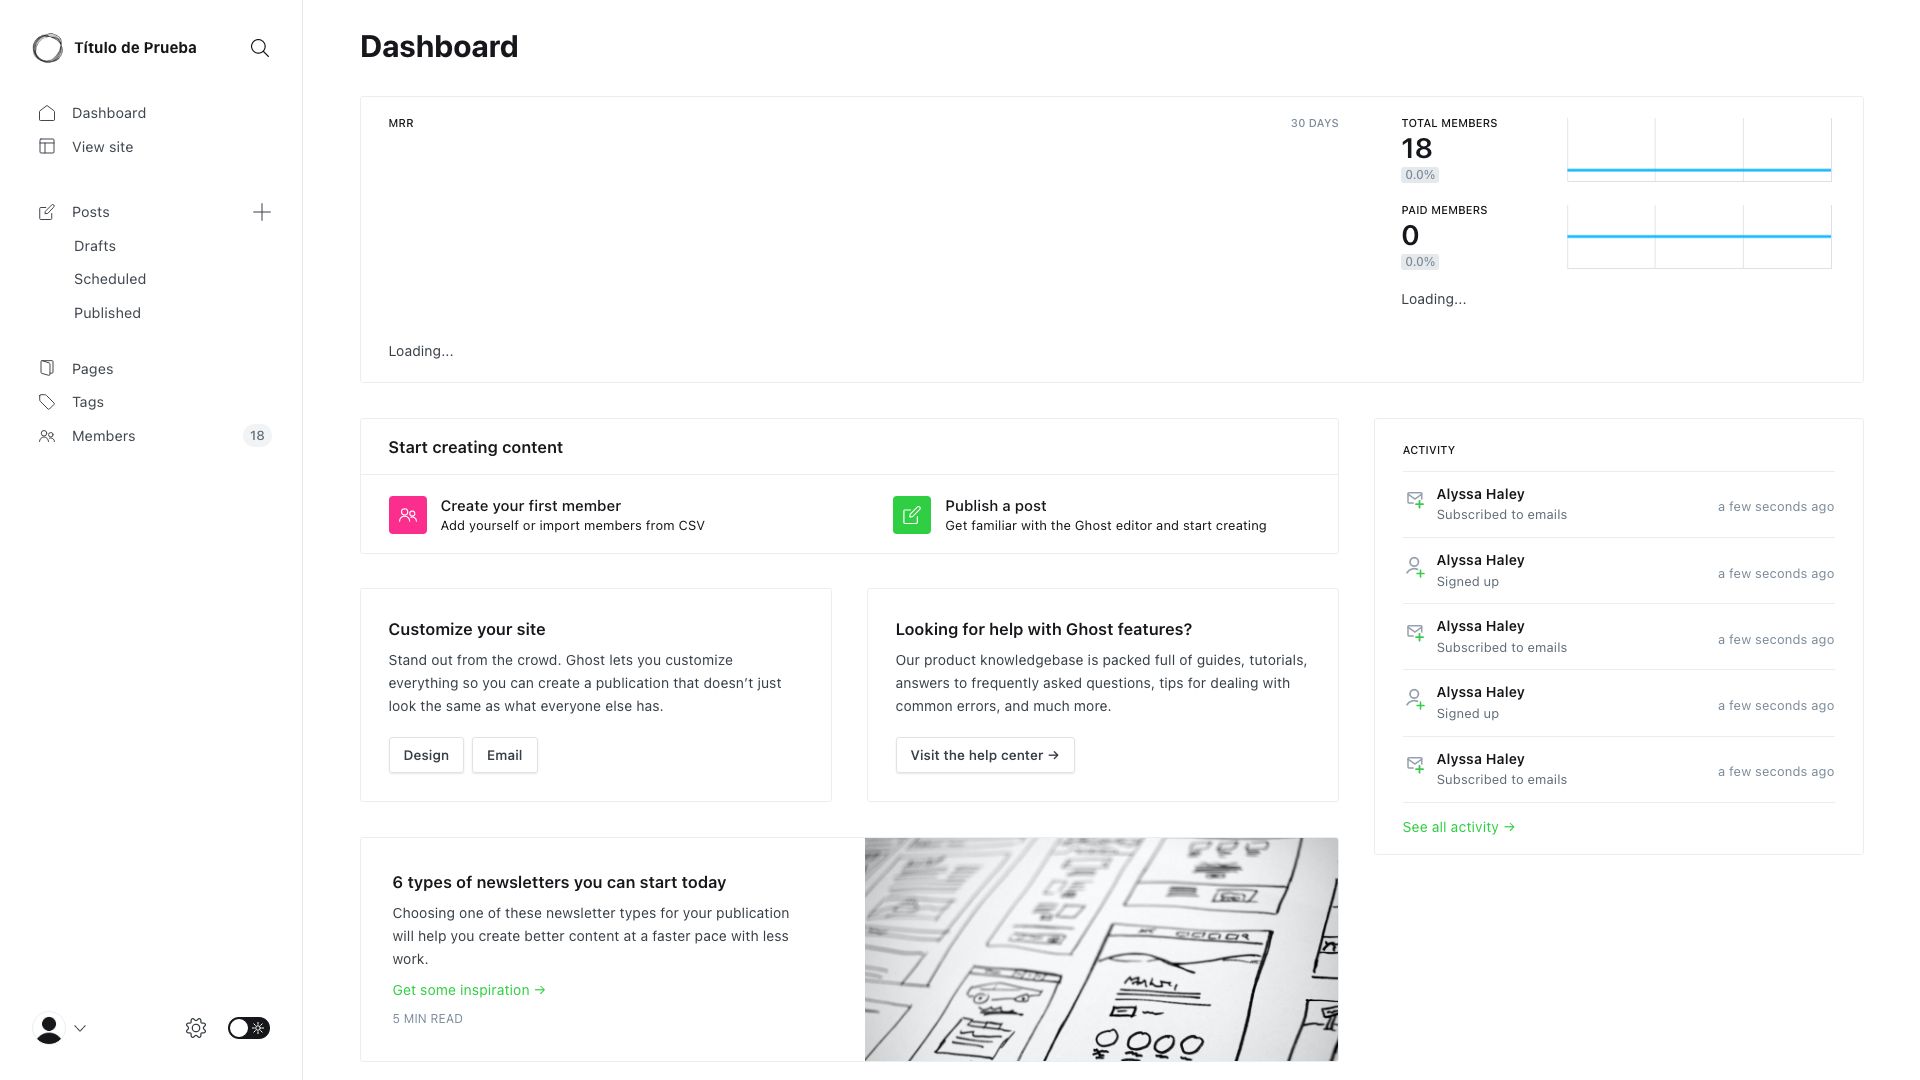 Título de Prueba
Dashboard
View site
Posts
Drafts
Scheduled
Published
Pages
Tags
Members
18
Dashboard
MRR
30 DAYS
Loading...
TOTAL MEMBERS
18
0.0%
PAID MEMBERS
0
0.0%
Loading...
Start creating content
Create your first member
Add yourself or import members from CSV
Publish a post
Get familiar with the Ghost editor and start creating
Customize your site
Stand out from the crowd. Ghost lets you customize
everything so you can create a publication that doesn’t just
look the same as what everyone else has.
Design
Email
Looking for help with Ghost features?
Our product knowledgebase is packed full of guides, tutorials,
answers to frequently asked questions, tips for dealing with
common errors, and much more.
Visit the help center →
6 types of newsletters you can start today
Choosing one of these newsletter types for your publication
will help you create better content at a faster pace with less
work.
Get some inspiration →
5 MIN READ
ACTIVITY
Alyssa Haley
Subscribed to emails
a few seconds ago
Alyssa Haley
Signed up
a few seconds ago
Alyssa Haley
Subscribed to emails
a few seconds ago
Alyssa Haley
Signed up
a few seconds ago
Alyssa Haley
Subscribed to emails
a few seconds ago
See all activity →